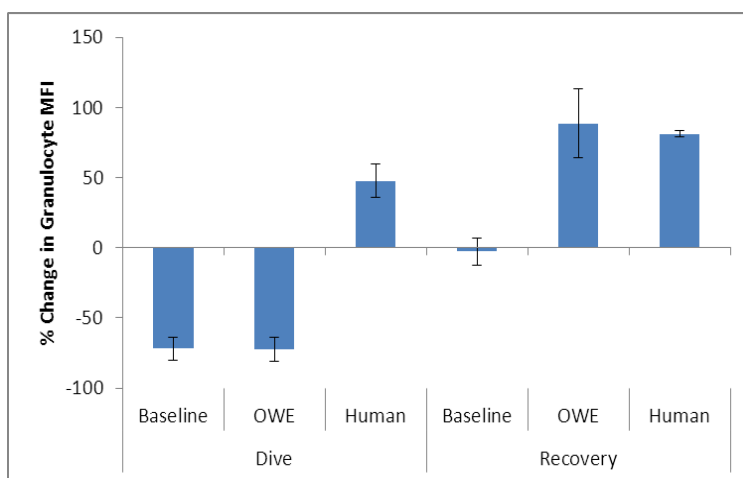 % Change in Granulocyte MFI
150
100
50
0
-50
-100
Baseline OWE Human Baseline OWE Human
Dive Recovery